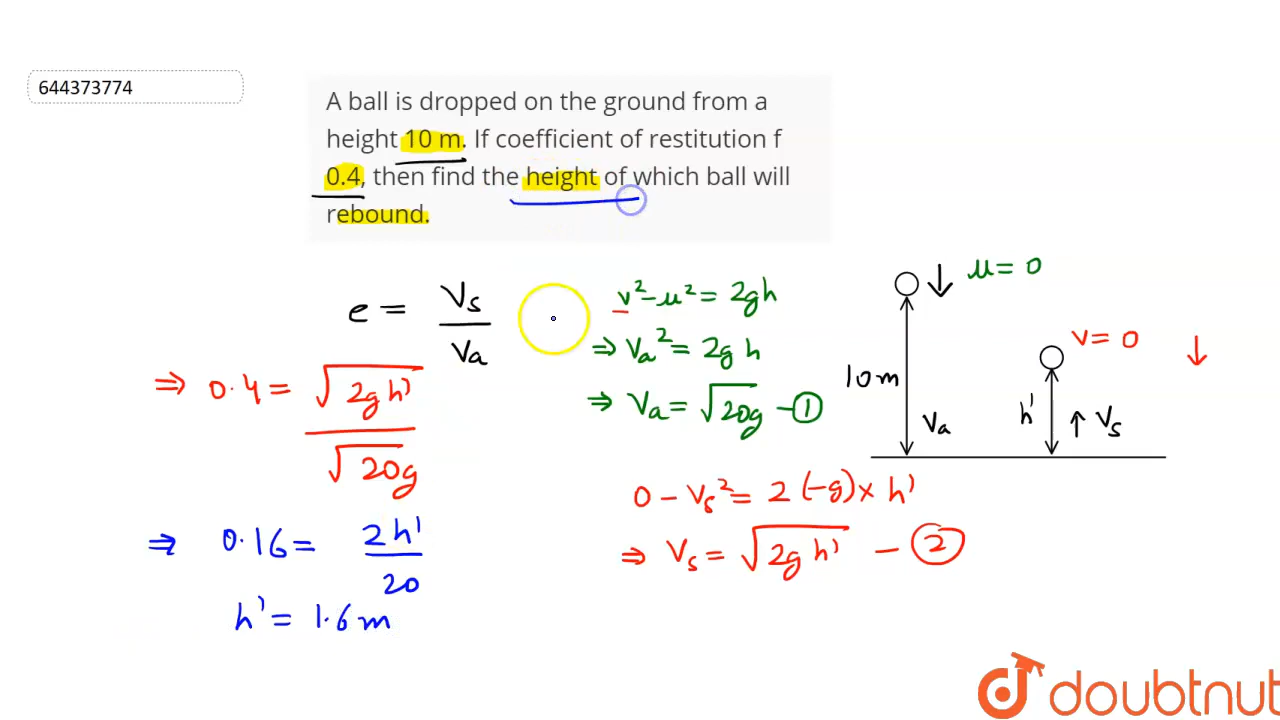 644373774
A ball is dropped on the ground from a
height 10 m. If coefficient of restitution f
0.4, then find the height of which ball will
rebound.
e = Vs / Va
⇒ 0.4 = √2gh' / √20g
⇒ 0.16 = 2h' / 20
h' = 1.6 m
v² - u² = 2gh
⇒ Va² = 2gh
⇒ Va = √20g - ①
0 - Vs² = 2 (-g) × h'
⇒ Vs = √2gh' - ②
↓ u = 0
10 m
Va
v = 0 ↓
h'
↑ Vs
doubtnut